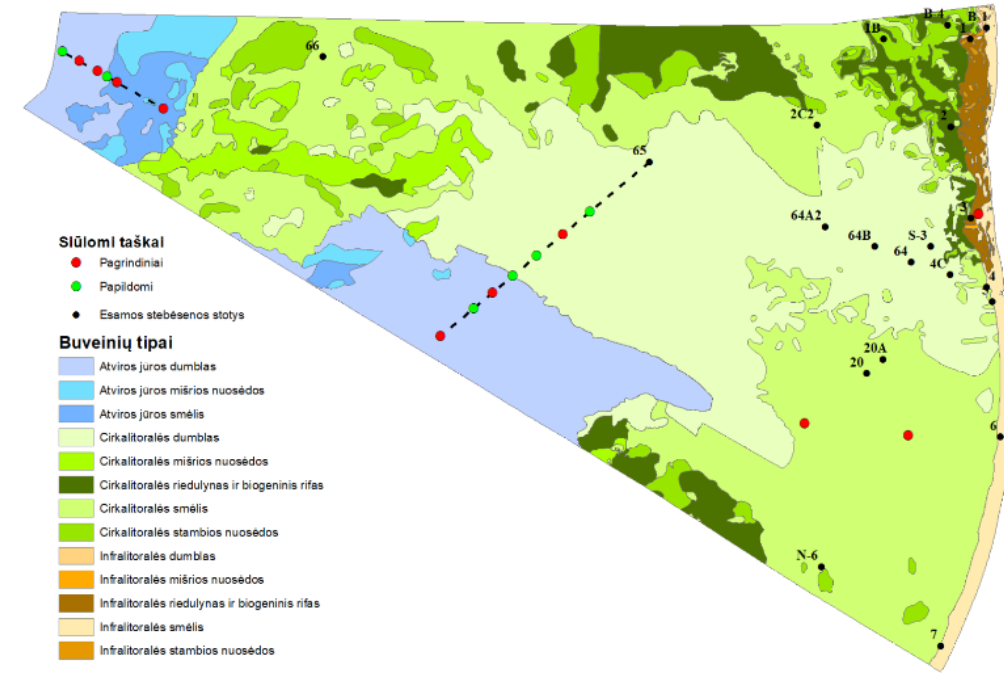 B-4
B-1
1B
1
66
2C2
2
65
3
64A2
64B
S-3
64
4C
4
5
20A
20
6
N-6
7
Siūlomi taškai
Pagrindiniai
Papildomi
Esamos stebėsenos stotys
Buveinių tipai
Atviros jūros dumblas
Atviros jūros mišrios nuosėdos
Atviros jūros smėlis
Cirkalitoralės dumblas
Cirkalitoralės mišrios nuosėdos
Cirkalitoralės riedulynas ir biogeninis rifas
Cirkalitoralės smėlis
Cirkalitoralės stambios nuosėdos
Infralitoralės dumblas
Infralitoralės mišrios nuosėdos
Infralitoralės riedulynas ir biogeninis rifas
Infralitoralės smėlis
Infralitoralės stambios nuosėdos